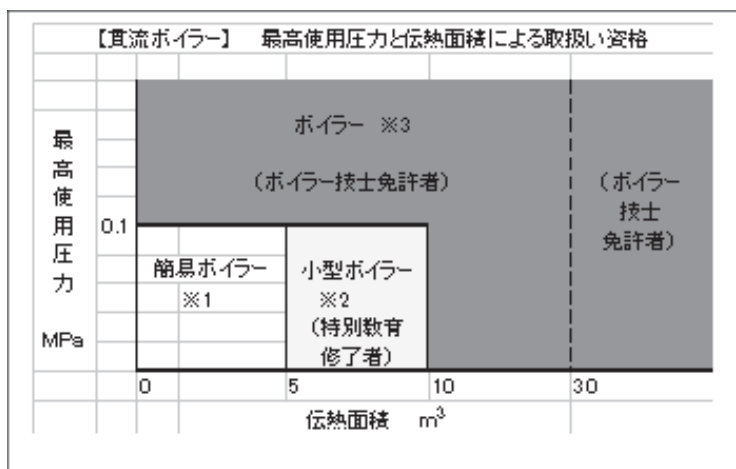 【貫流ボイラー】 最高使用圧力と伝熱面積による取扱い資格
ボイラー ※3
(ボイラー技士免許者)
(ボイラー
技士
免許者)
最高使用圧力
MPa
0.1
簡易ボイラー
※1
小型ボイラー
※2
(特別教育
修了者)
0 5 10 30
伝熱面積 m³